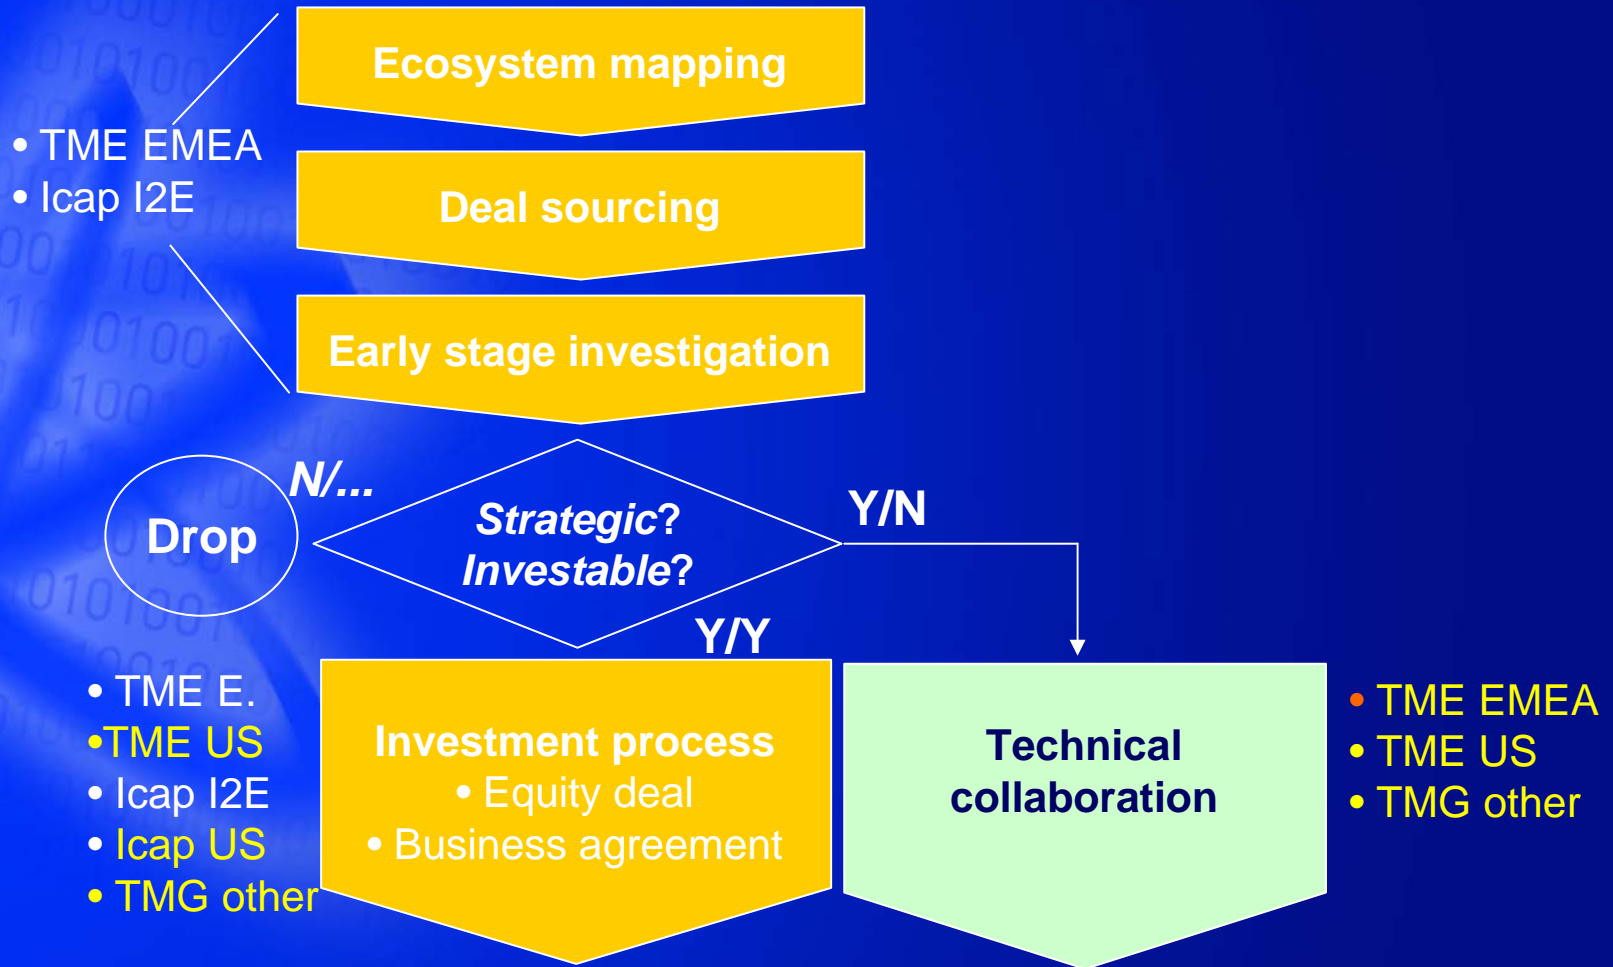 Ecosystem mapping
• TME EMEA
• Icap I2E
Deal sourcing
Early stage investigation
N/...
Drop
Strategic?
Investable?
Y/N
Y/Y
• TME E.
•TME US
• Icap I2E
• Icap US
• TMG other
Investment process
• Equity deal
• Business agreement
Technical
collaboration
• TME EMEA
• TME US
• TMG other